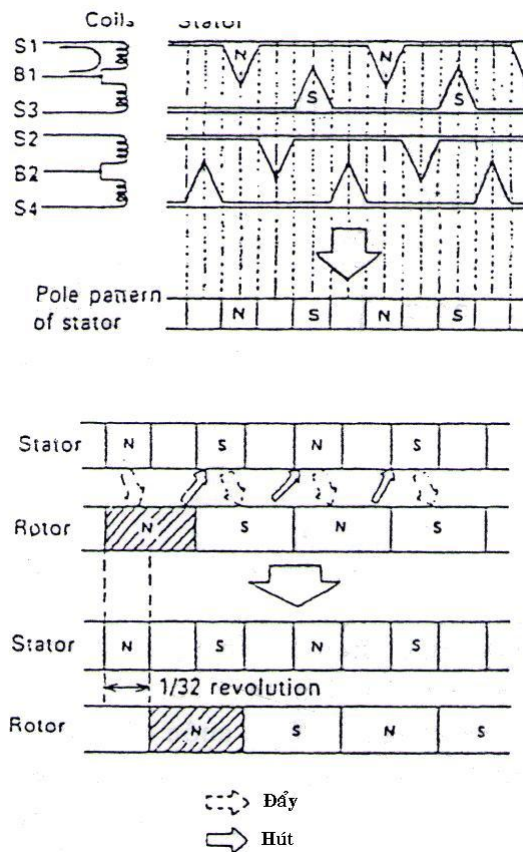 Coils Stator
S1
B1
S3
S2
B2
S4
N N
S S
Pole pattern
of stator
N S N S
Stator N S N S
Rotor N S N S
Stator N S N S
1/32 revolution
Rotor N S N S
Đẩy
Hút